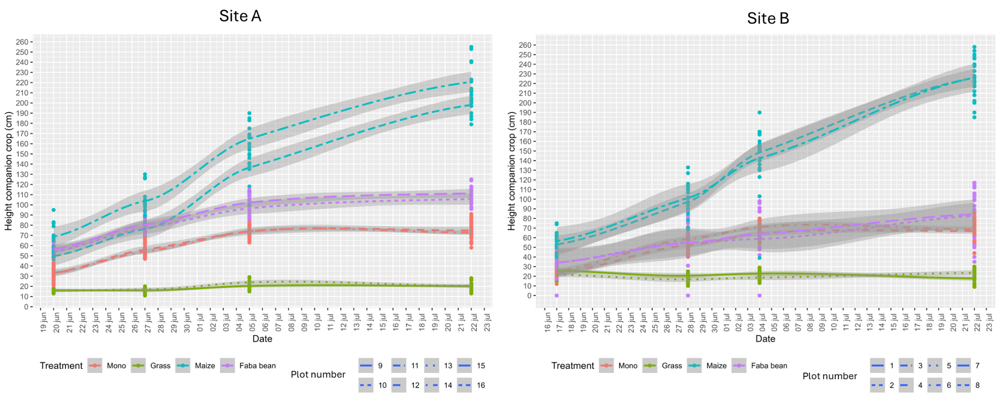 Site A
Height companion crop (cm)
260
250
240
230
220
210
200
190
180
170
160
150
140
130
120
110
100
90
80
70
60
50
40
30
20
10
0
19 jun
20 jun
21 jun
22 jun
23 jun
24 jun
25 jun
26 jun
27 jun
28 jun
29 jun
30 jun
01 jul
02 jul
03 jul
04 jul
05 jul
06 jul
07 jul
08 jul
09 jul
10 jul
11 jul
12 jul
13 jul
14 jul
15 jul
16 jul
17 jul
18 jul
19 jul
20 jul
21 jul
22 jul
23 jul
Date
Treatment Mono Grass Maize Faba bean
Plot number
9 11 13 15
10 12 14 16
Site B
Height companion crop (cm)
260
250
240
230
220
210
200
190
180
170
160
150
140
130
120
110
100
90
80
70
60
50
40
30
20
10
0
16 jun
17 jun
18 jun
19 jun
20 jun
21 jun
22 jun
23 jun
24 jun
25 jun
26 jun
27 jun
28 jun
29 jun
30 jun
01 jul
02 jul
03 jul
04 jul
05 jul
06 jul
07 jul
08 jul
09 jul
10 jul
11 jul
12 jul
13 jul
14 jul
15 jul
16 jul
17 jul
18 jul
19 jul
20 jul
21 jul
22 jul
23 jul
Date
Treatment Mono Grass Maize Faba bean
Plot number
1 3 5 7
2 4 6 8